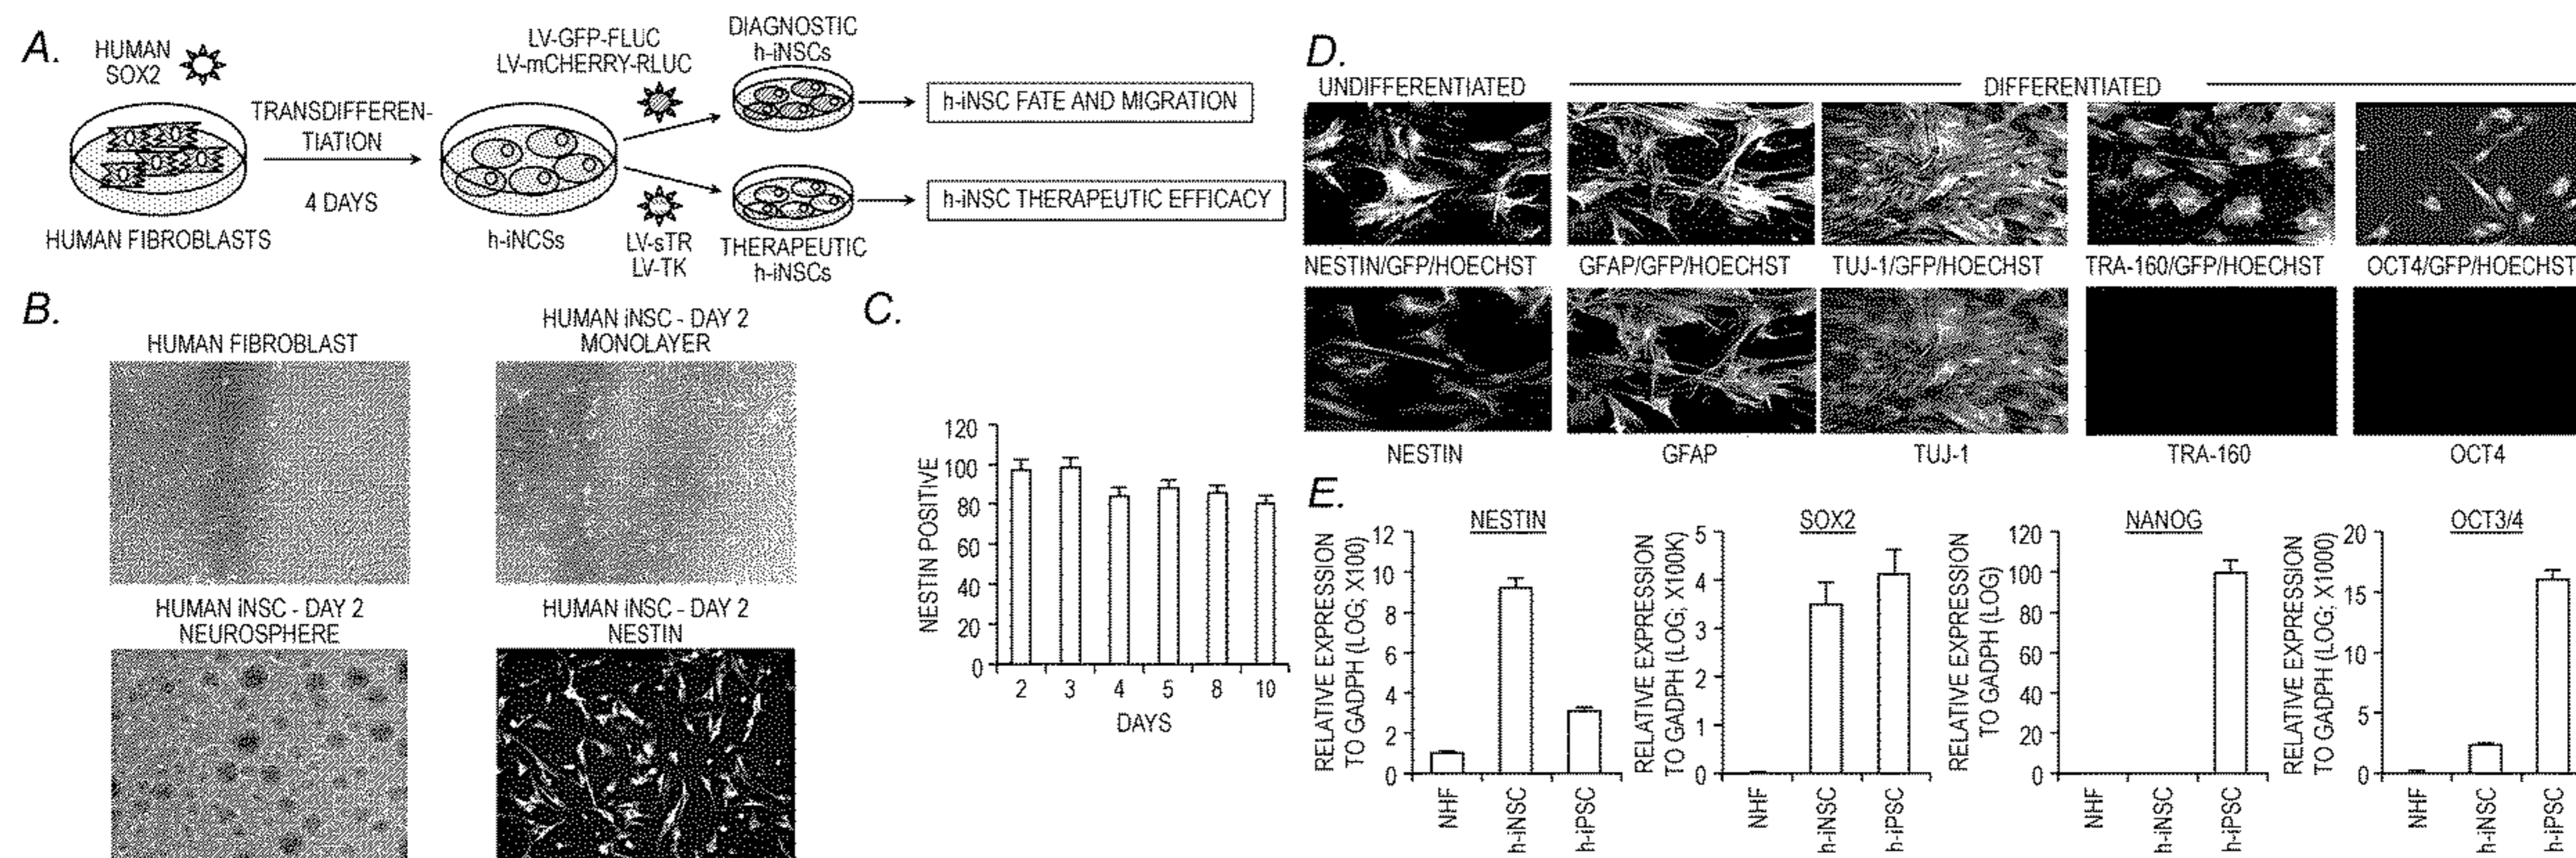 A.
HUMAN
SOX2
TRANSDIFFEREN-
TIATION
4 DAYS
HUMAN FIBROBLASTS
h-iNCSs
LV-GFP-FLUC
LV-mCHERRY-RLUC
LV-sTR
LV-TK
DIAGNOSTIC
h-iNSCs
THERAPEUTIC
h-iNSCs
h-iNSC FATE AND MIGRATION
h-iNSC THERAPEUTIC EFFICACY
B.
HUMAN FIBROBLAST
HUMAN iNSC - DAY 2
MONOLAYER
HUMAN iNSC - DAY 2
NEUROSPHERE
HUMAN iNSC - DAY 2
NESTIN
C.
NESTIN POSITIVE
120
100
80
60
40
20
0
2 3 4 5 8 10
DAYS
D.
UNDIFFERENTIATED
DIFFERENTIATED
NESTIN/GFP/HOECHST
GFAP/GFP/HOECHST
TUJ-1/GFP/HOECHST
TRA-160/GFP/HOECHST
OCT4/GFP/HOECHST
NESTIN
GFAP
TUJ-1
TRA-160
OCT4
E.
NESTIN
RELATIVE EXPRESSION
TO GADPH (LOG; X100)
12
10
8
6
4
2
0
NHF
h-iNSC
h-iPSC
SOX2
RELATIVE EXPRESSION
TO GADPH (LOG; X100K)
5
4
3
2
1
0
NHF
h-iNSC
h-iPSC
NANOG
RELATIVE EXPRESSION
TO GADPH (LOG)
120
100
80
60
40
20
0
NHF
h-iNSC
h-iPSC
OCT3/4
RELATIVE EXPRESSION
TO GADPH (LOG; X1000)
20
15
10
5
0
NHF
h-iNSC
h-iPSC